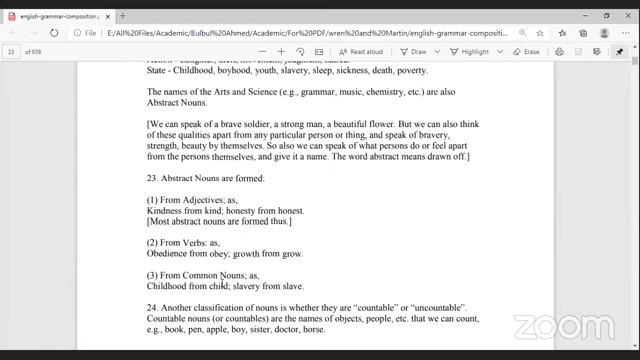 english-grammar-composition.p
E:/All Files/Academic/Bulbul Ahmed/Academic/For PDF/wren and Martin/english-grammar-composition.p
23 of 939
Read aloud
Draw
Highlight
Erase
State - Childhood, boyhood, youth, slavery, sleep, sickness, death, poverty.
The names of the Arts and Science (e.g., grammar, music, chemistry, etc.) are also
Abstract Nouns.
[We can speak of a brave soldier, a strong man, a beautiful flower. But we can also think
of these qualities apart from any particular person or thing, and speak of bravery,
strength, beauty by themselves. So also we can speak of what persons do or feel apart
from the persons themselves, and give it a name. The word abstract means drawn off.]
23. Abstract Nouns are formed:
(1) From Adjectives; as,
Kindness from kind; honesty from honest.
[Most abstract nouns are formed thus.]
(2) From Verbs: as,
Obedience from obey; growth from grow.
(3) From Common Nouns; as,
Childhood from child; slavery from slave.
24. Another classification of nouns is whether they are “countable” or “uncountable”.
Countable nouns (or countables) are the names of objects, people, etc. that we can count,
e.g., book, pen, apple, boy, sister, doctor, horse.
zoom